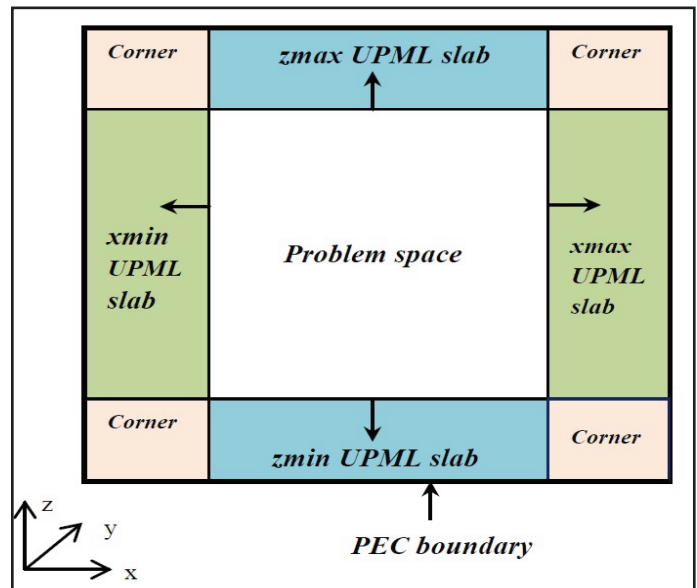 Corner
zmax UPML slab
Corner
xmin
UPML
slab
Problem space
xmax
UPML
slab
Corner
zmin UPML slab
Corner
z
y
x
PEC boundary